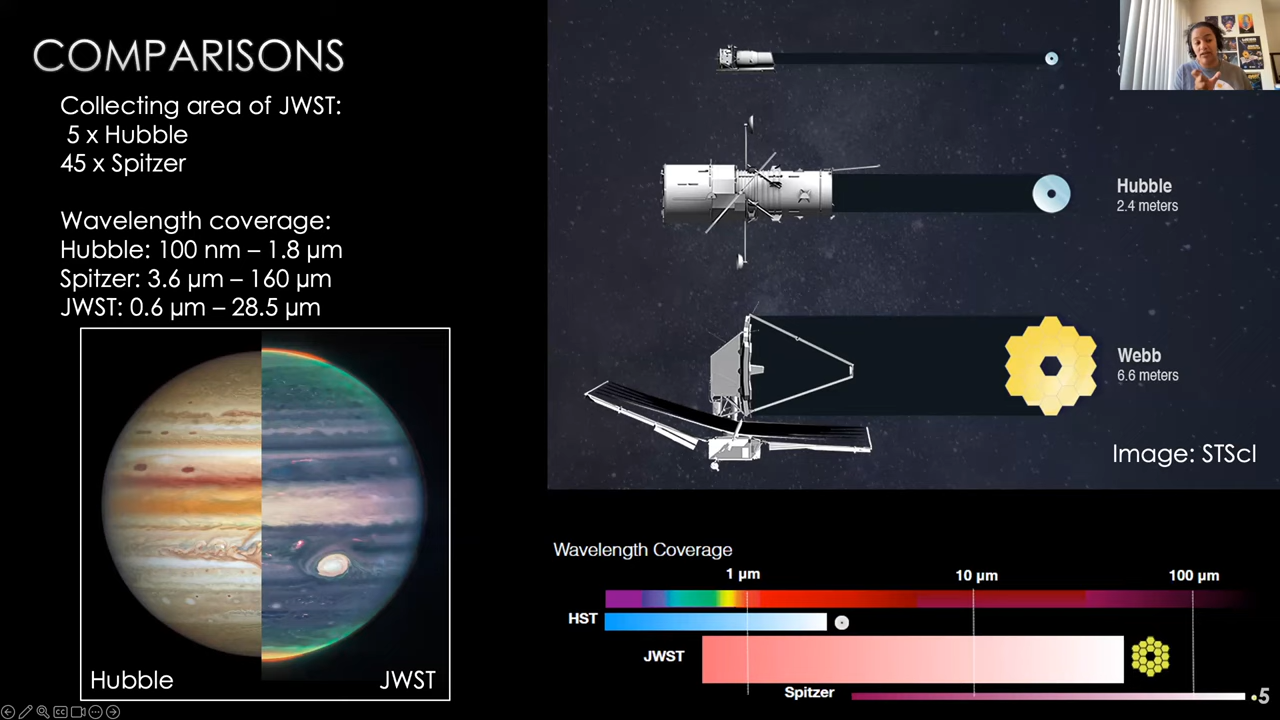 COMPARISONS
Collecting area of JWST:
5 x Hubble
45 x Spitzer
Wavelength coverage:
Hubble: 100 nm – 1.8 µm
Spitzer: 3.6 µm – 160 µm
JWST: 0.6 µm – 28.5 µm
Hubble
JWST
Hubble
2.4 meters
Webb
6.6 meters
Image: STScI
Wavelength Coverage
1 µm
10 µm
100 µm
HST
JWST
Spitzer
5
CC